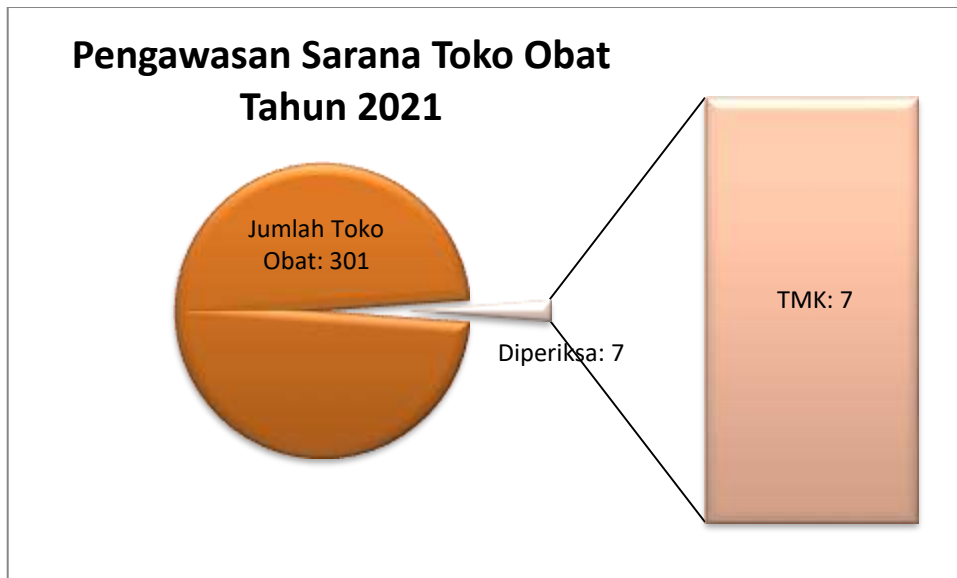 Pengawasan Sarana Toko Obat
Tahun 2021
Jumlah Toko
Obat: 301
Diperiksa: 7
TMK: 7